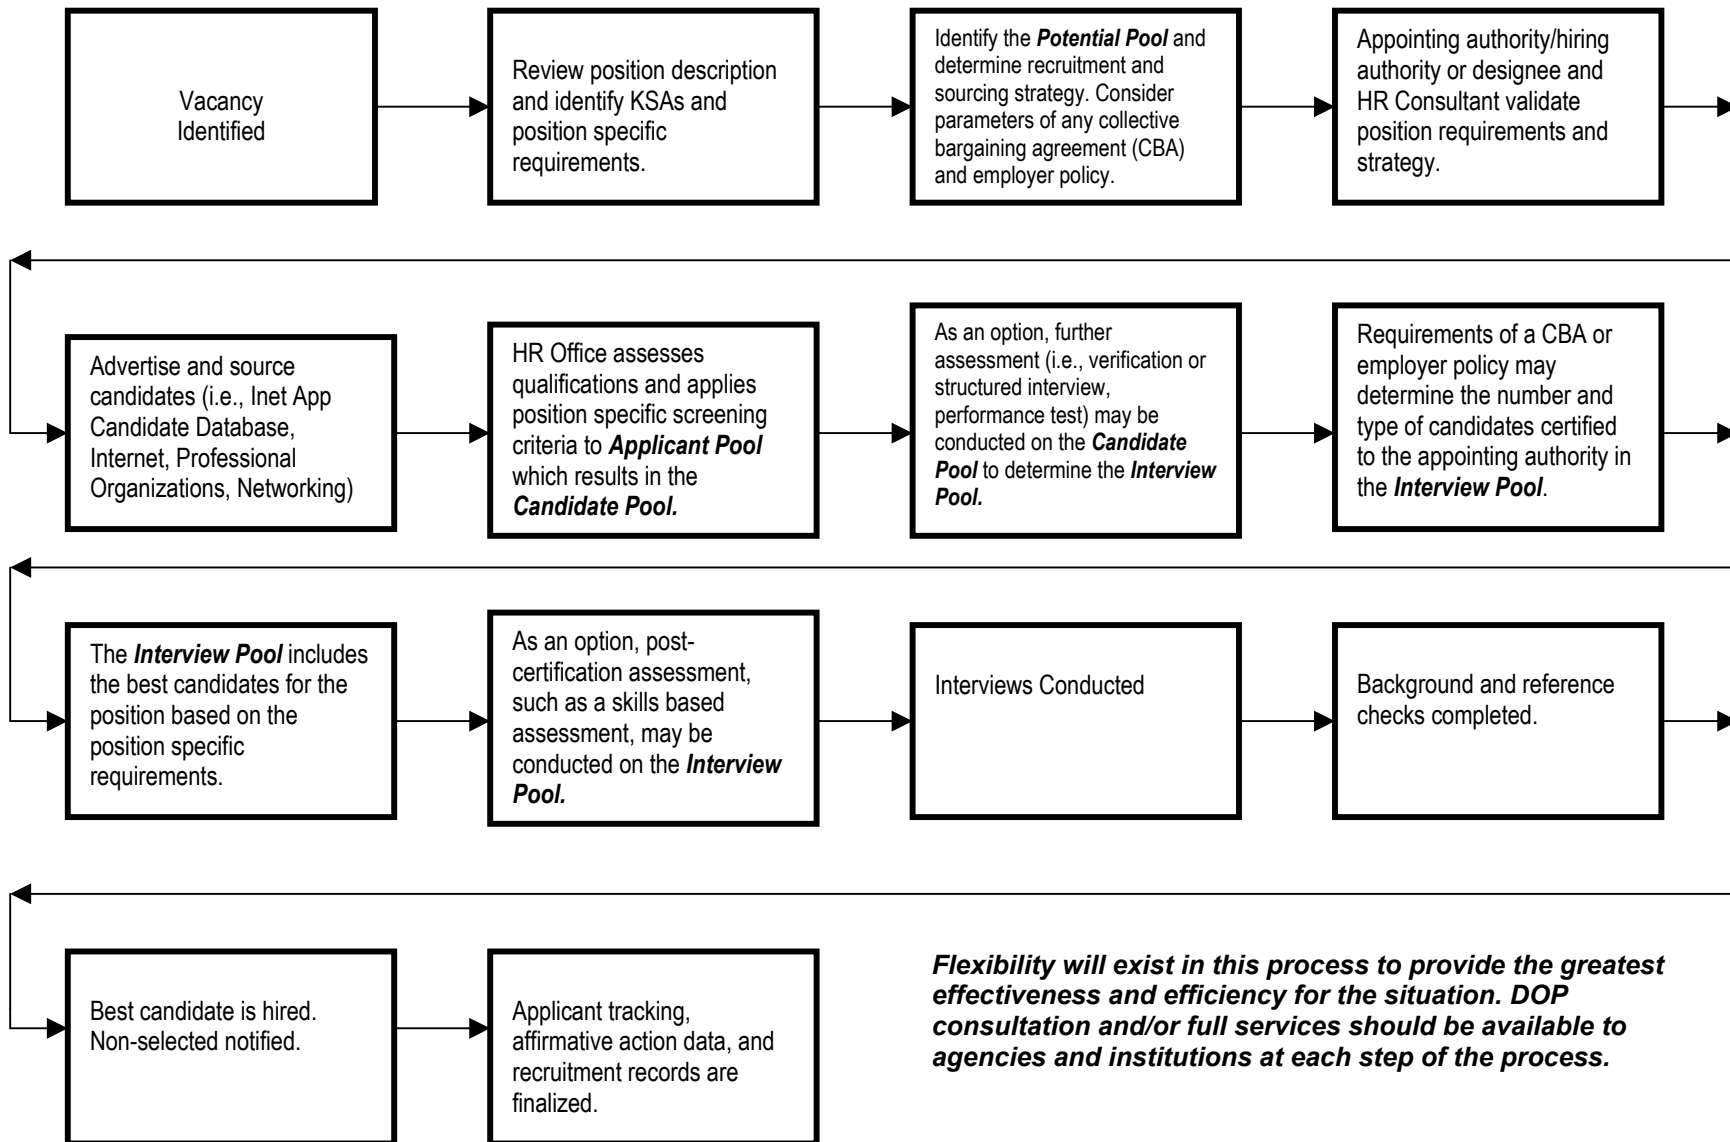 Vacancy
Identified
Review position description
and identify KSAs and
position specific
requirements.
Identify the Potential Pool and
determine recruitment and
sourcing strategy. Consider
parameters of any collective
bargaining agreement (CBA)
and employer policy.
Appointing authority/hiring
authority or designee and
HR Consultant validate
position requirements and
strategy.
Advertise and source
candidates (i.e., Inet App
Candidate Database,
Internet, Professional
Organizations, Networking)
HR Office assesses
qualifications and applies
position specific screening
criteria to Applicant Pool
which results in the
Candidate Pool.
As an option, further
assessment (i.e., verification or
structured interview,
performance test) may be
conducted on the Candidate
Pool to determine the Interview
Pool.
Requirements of a CBA or
employer policy may
determine the number and
type of candidates certified
to the appointing authority in
the Interview Pool.
The Interview Pool includes
the best candidates for the
position based on the
position specific
requirements.
As an option, post-
certification assessment,
such as a skills based
assessment, may be
conducted on the Interview
Pool.
Interviews Conducted
Background and reference
checks completed.
Best candidate is hired.
Non-selected notified.
Applicant tracking,
affirmative action data, and
recruitment records are
finalized.
Flexibility will exist in this process to provide the greatest
effectiveness and efficiency for the situation. DOP
consultation and/or full services should be available to
agencies and institutions at each step of the process.